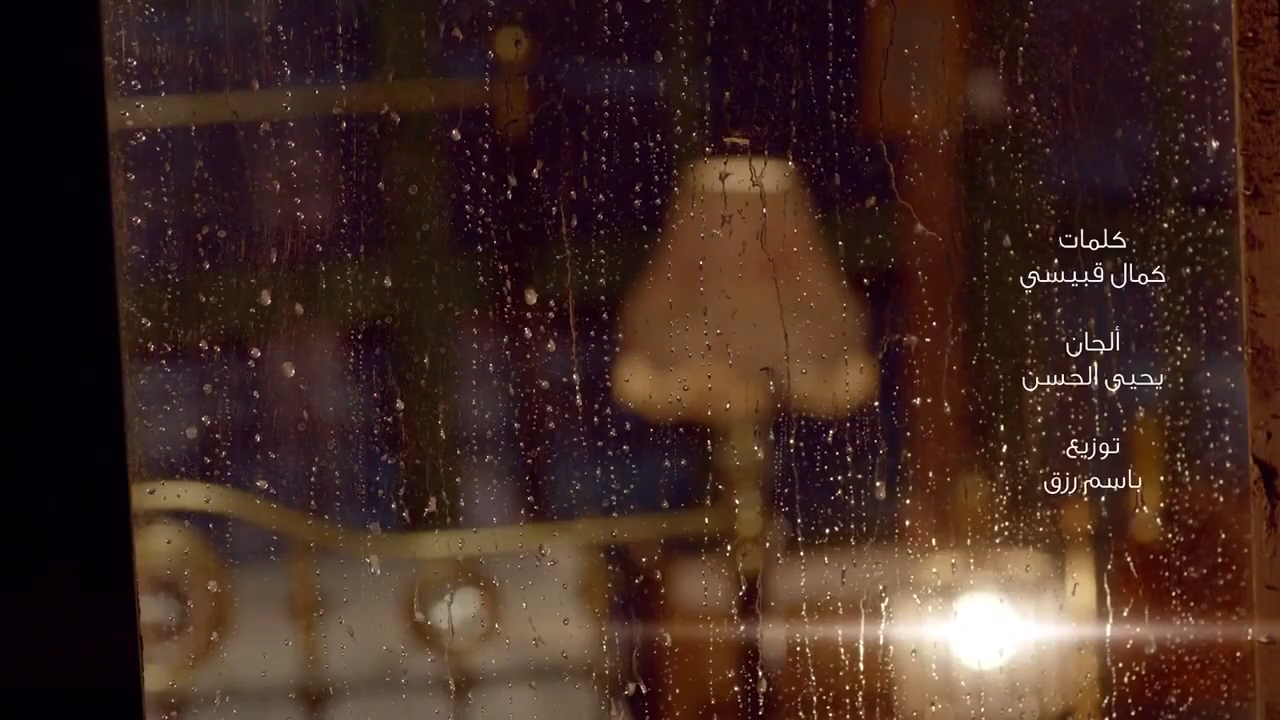 كلمات
كمال قبيسي
ألحان
يحيى الحسن
توزيع
باسم رزق